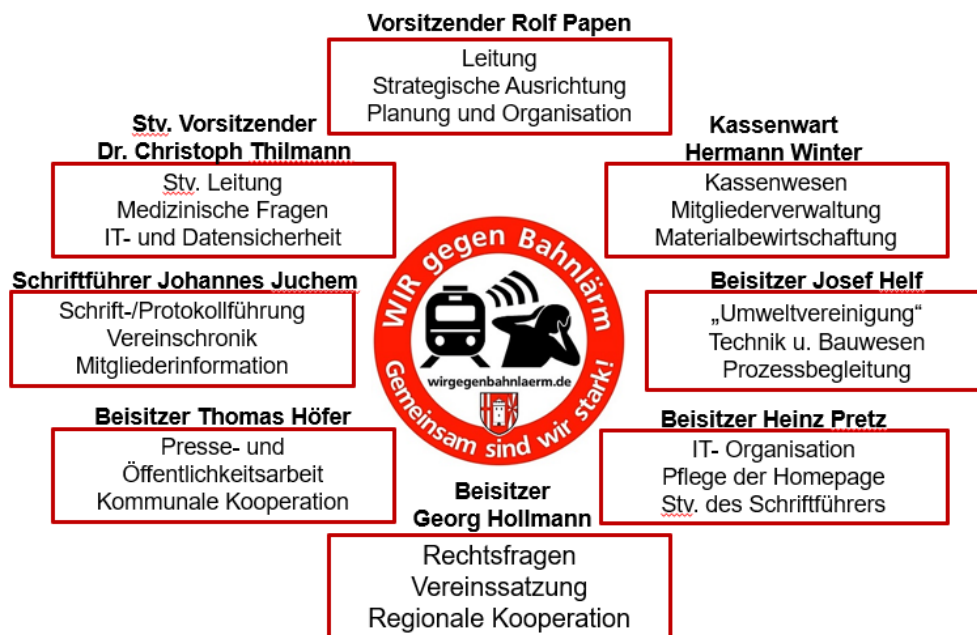 Vorsitzender Rolf Papen
Leitung
Strategische Ausrichtung
Planung und Organisation
Stv. Vorsitzender
Dr. Christoph Thilmann
Stv. Leitung
Medizinische Fragen
IT- und Datensicherheit
Kassenwart
Hermann Winter
Kassenwesen
Mitgliederverwaltung
Materialbewirtschaftung
Schriftführer Johannes Juchem
Schrift-/Protokollführung
Vereinschronik
Mitgliederinformation
WIR gegen Bahnlärm
wirgegenbahnlaerm.de
Gemeinsam sind wir stark!
Beisitzer Josef Helf
„Umweltvereinigung“
Technik u. Bauwesen
Prozessbegleitung
Beisitzer Thomas Höfer
Presse- und
Öffentlichkeitsarbeit
Kommunale Kooperation
Beisitzer Heinz Pretz
IT- Organisation
Pflege der Homepage
Stv. des Schriftführers
Beisitzer
Georg Hollmann
Rechtsfragen
Vereinssatzung
Regionale Kooperation